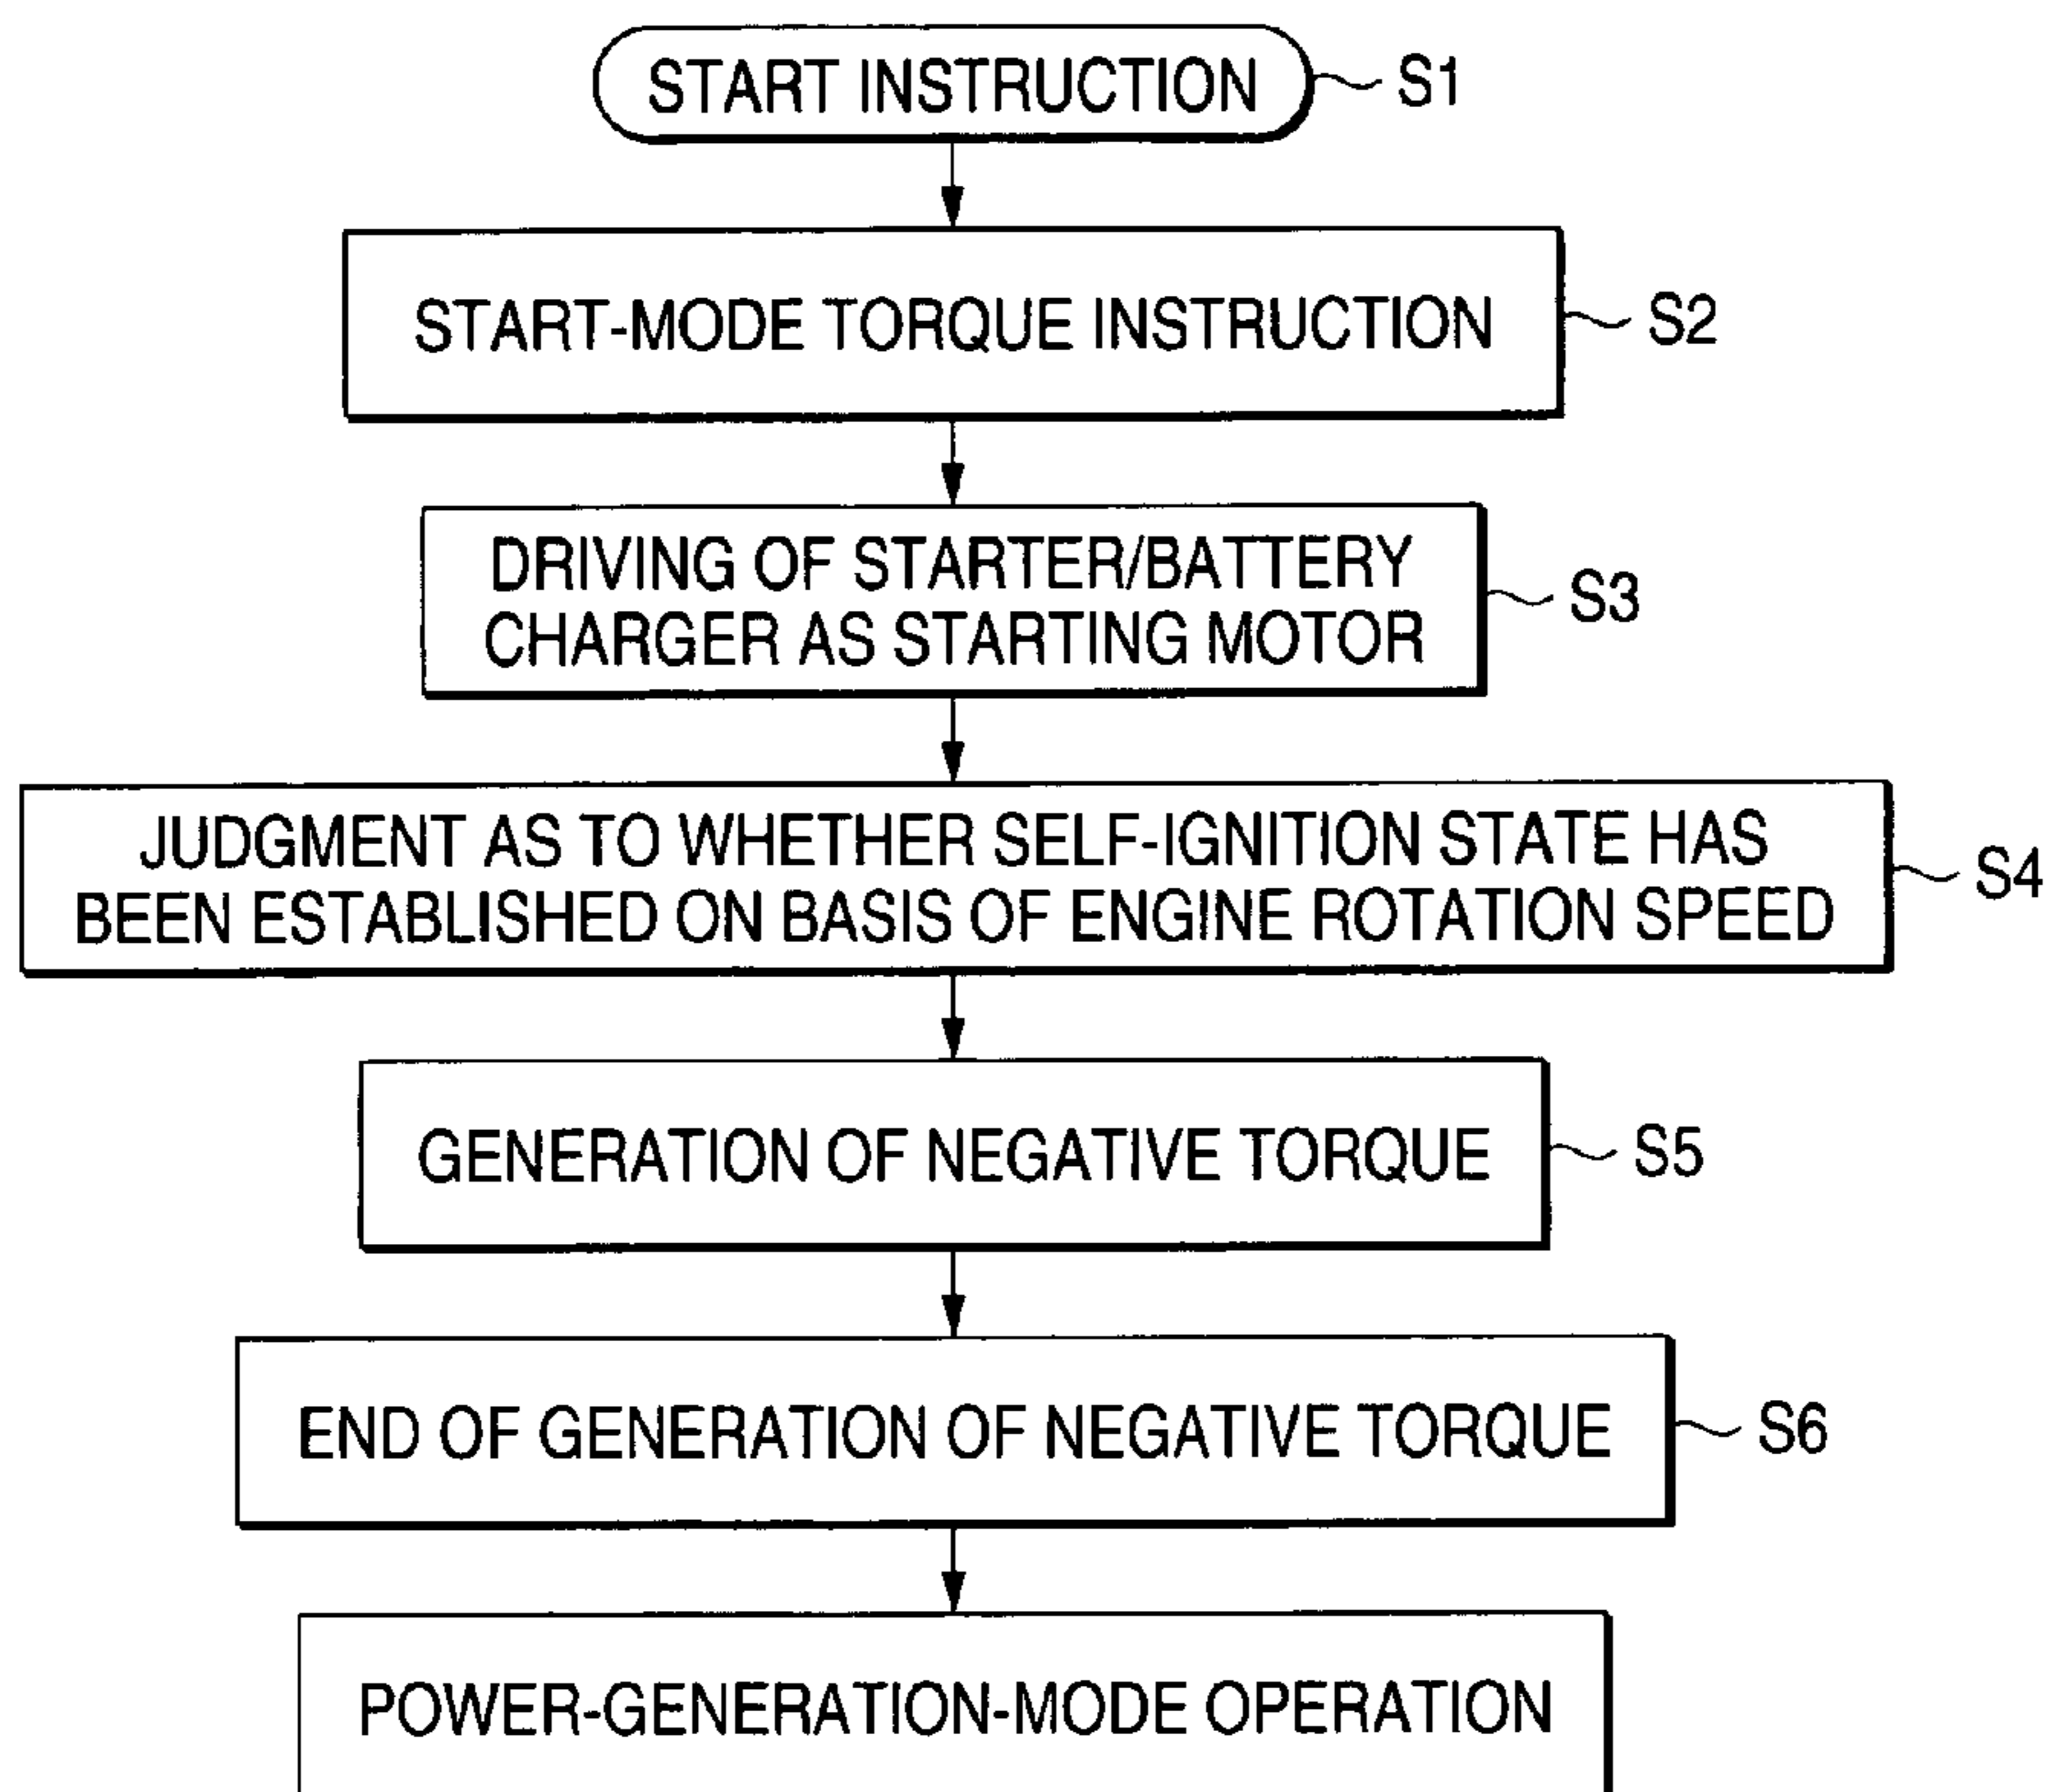 START INSTRUCTION
S1
START-MODE TORQUE INSTRUCTION
S2
DRIVING OF STARTER/BATTERY
CHARGER AS STARTING MOTOR
S3
JUDGMENT AS TO WHETHER SELF-IGNITION STATE HAS
BEEN ESTABLISHED ON BASIS OF ENGINE ROTATION SPEED
S4
GENERATION OF NEGATIVE TORQUE
S5
END OF GENERATION OF NEGATIVE TORQUE
S6
POWER-GENERATION-MODE OPERATION